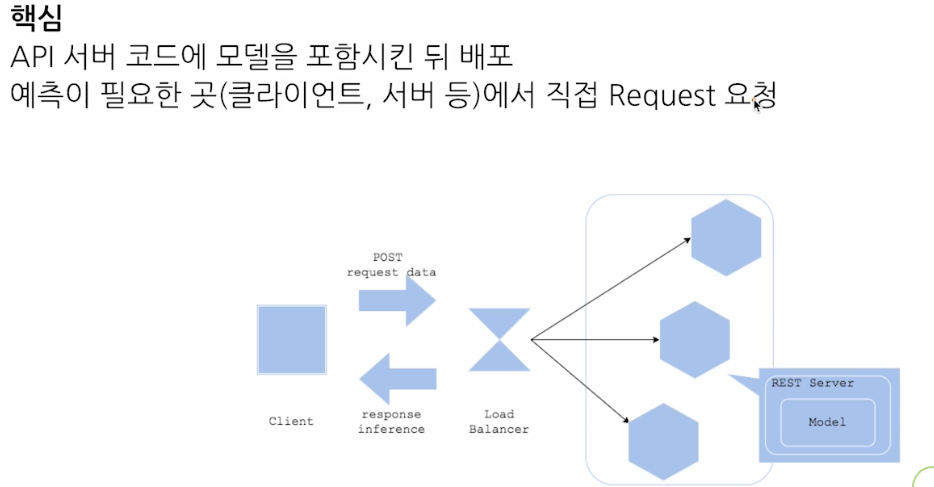 핵심
API 서버 코드에 모델을 포함시킨 뒤 배포
예측이 필요한 곳(클라이언트, 서버 등)에서 직접 Request 요청
POST
request data
response
inference
Client
Load
Balancer
REST Server
Model